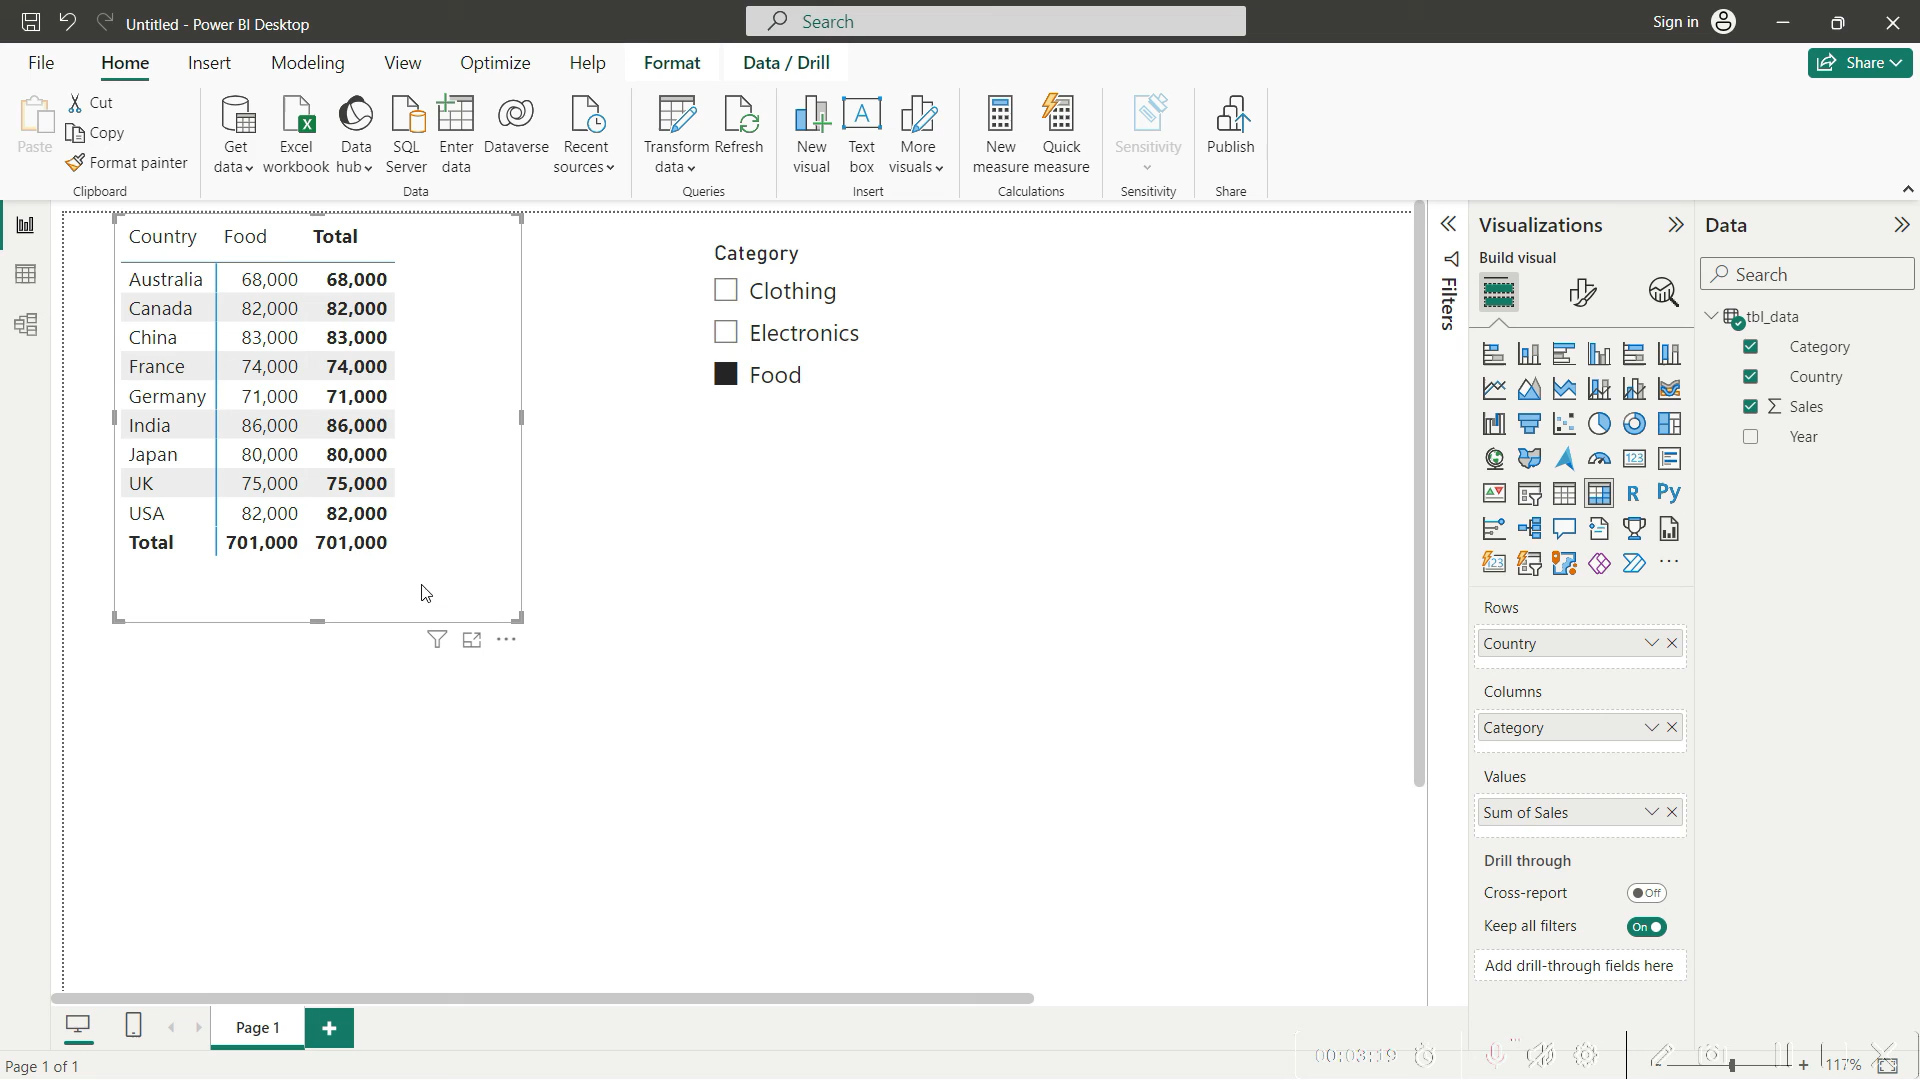 Untitled - Power BI Desktop
Search
Sign in
File Home Insert Modeling View Optimize Help Format Data / Drill
Share
Paste
Cut
Copy
Format painter
Clipboard
Get data
Excel workbook
Data hub
SQL Server
Enter data
Dataverse
Recent sources
Data
Transform data
Refresh
Queries
New visual
Text box
More visuals
Insert
New measure
Quick measure
Calculations
Sensitivity
Sensitivity
Publish
Share
Country Food Total
Australia 68,000 68,000
Canada 82,000 82,000
China 83,000 83,000
France 74,000 74,000
Germany 71,000 71,000
India 86,000 86,000
Japan 80,000 80,000
UK 75,000 75,000
USA 82,000 82,000
Total 701,000 701,000
Category
Clothing
Electronics
Food
Filters
Visualizations
Build visual
123
R
Py
123
Rows
Country
Columns
Category
Values
Sum of Sales
Drill through
Cross-report Off
Keep all filters On
Add drill-through fields here
Data
Search
tbl_data
Category
Country
Σ Sales
Year
Page 1
Page 1 of 1
00:03:19
117%